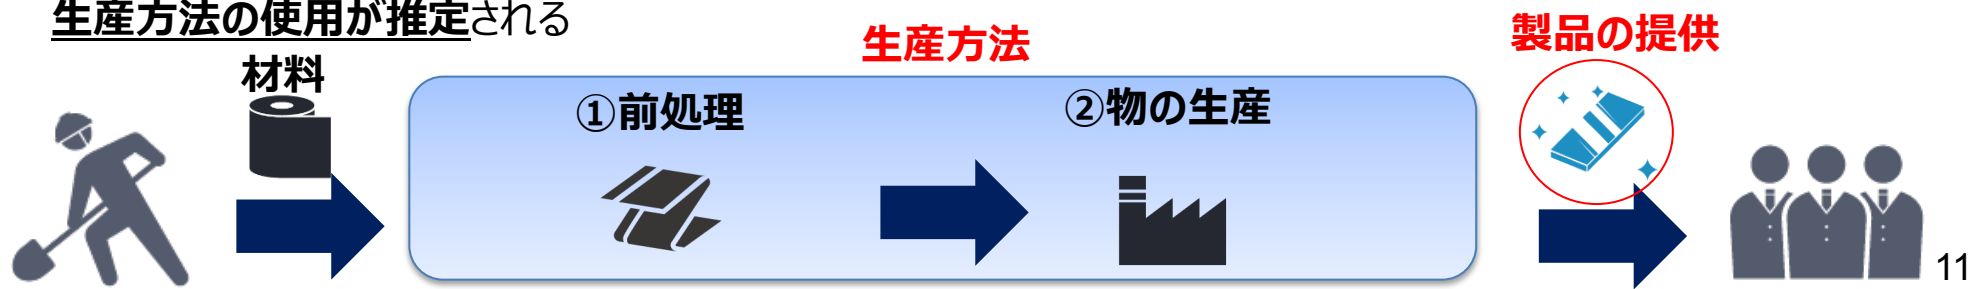 生産方法の使用が推定される
生産方法
製品の提供
材料
①前処理
②物の生産
11